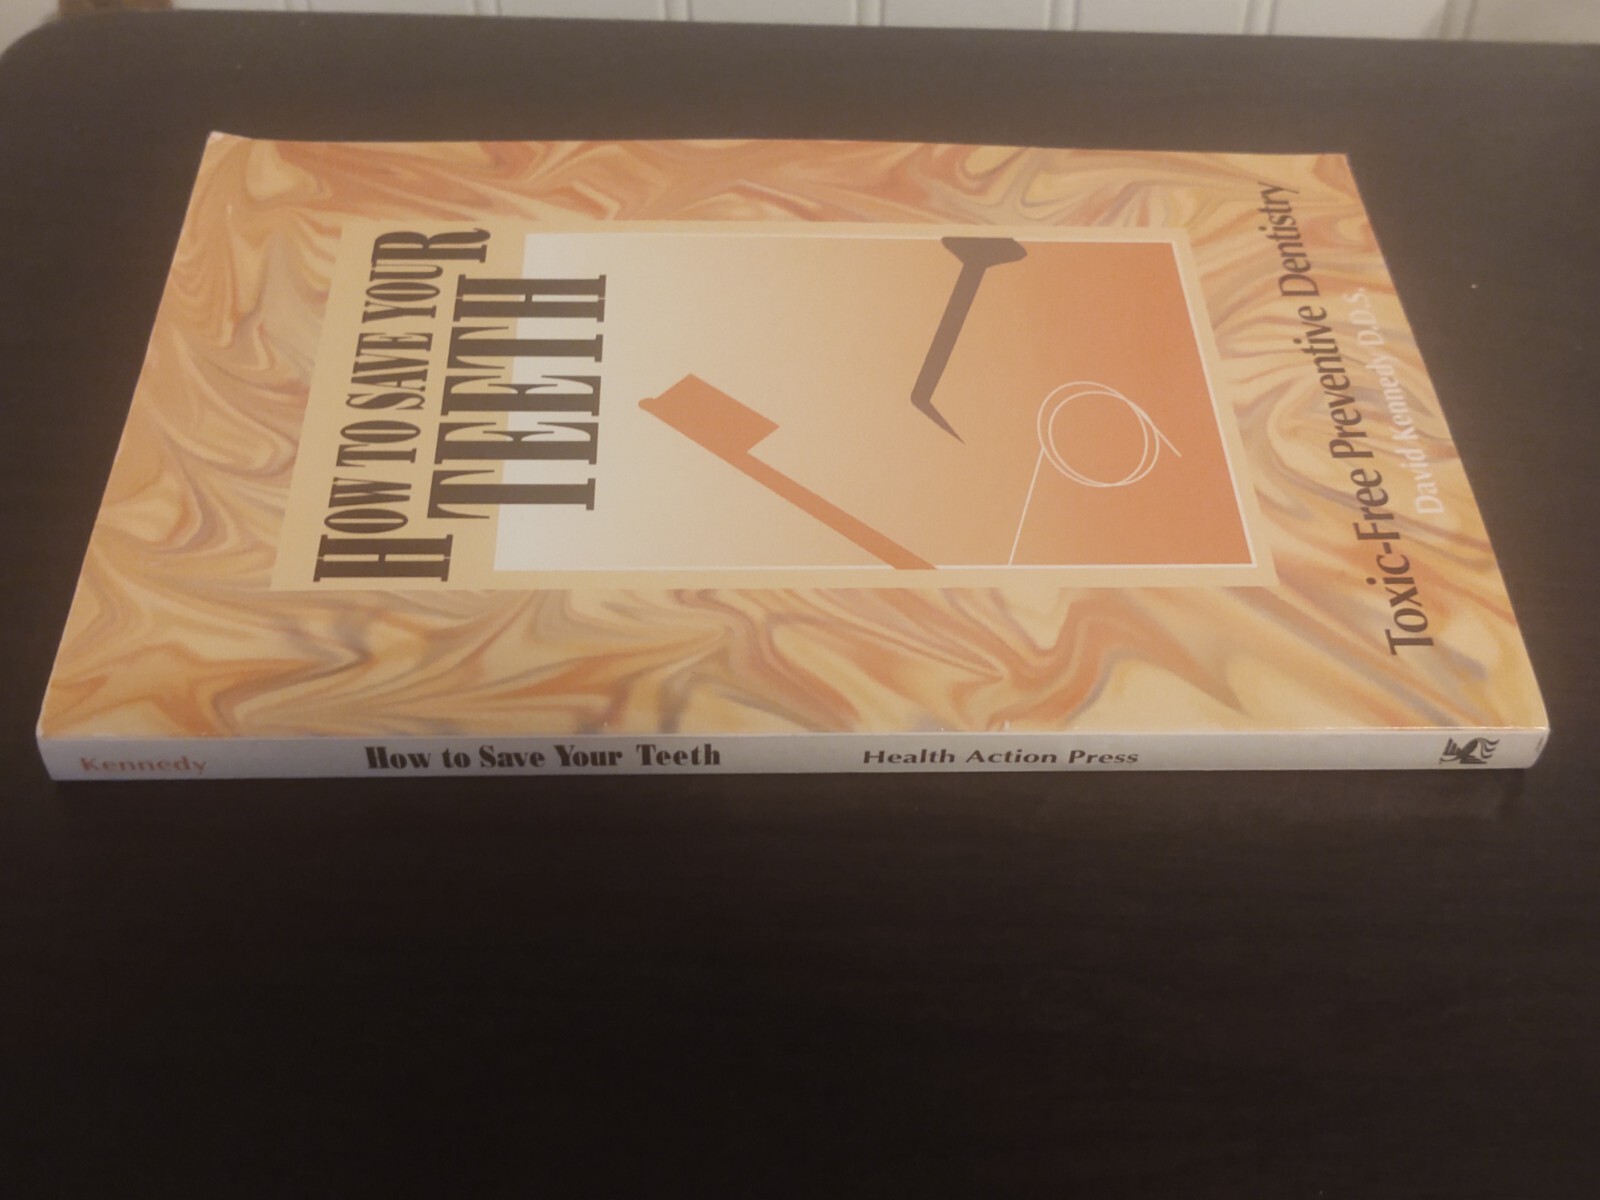 HOW TO SAVE YOUR
TEETH
Toxic-Free Preventive Dentistry
David Kennedy D.D.S.
Kennedy How to Save Your Teeth Health Action Press